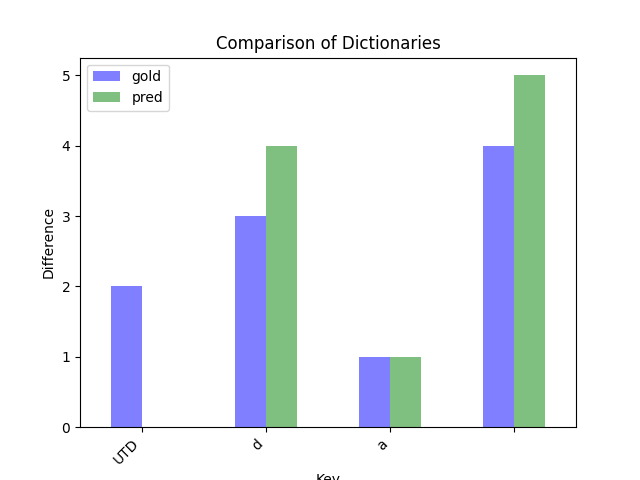 Comparison of Dictionaries
gold
pred
Difference
5
4
3
2
1
0
UTD
d
a
Key